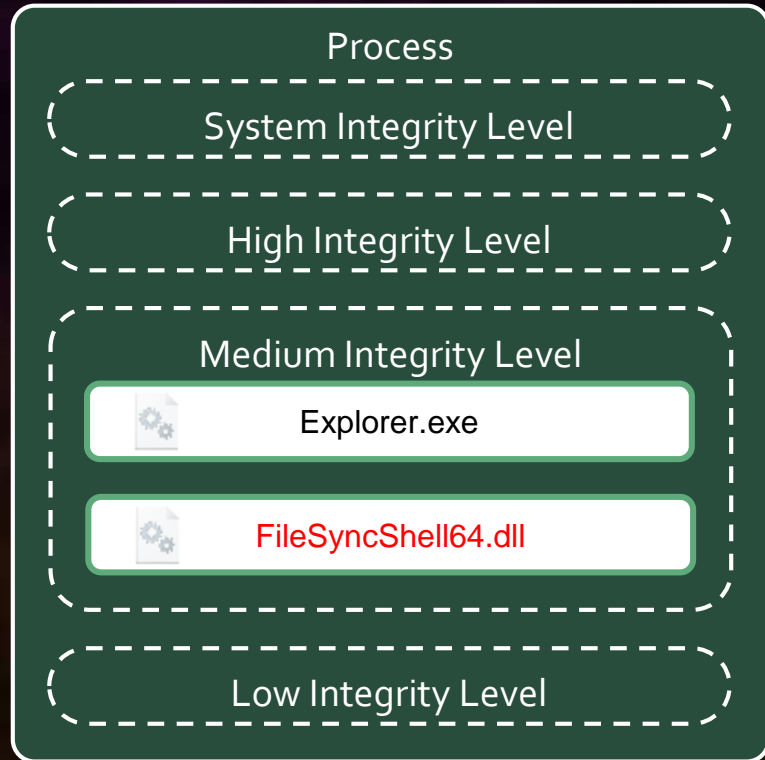 Process
System Integrity Level
High Integrity Level
Medium Integrity Level
Explorer.exe
FileSyncShell64.dll
Low Integrity Level